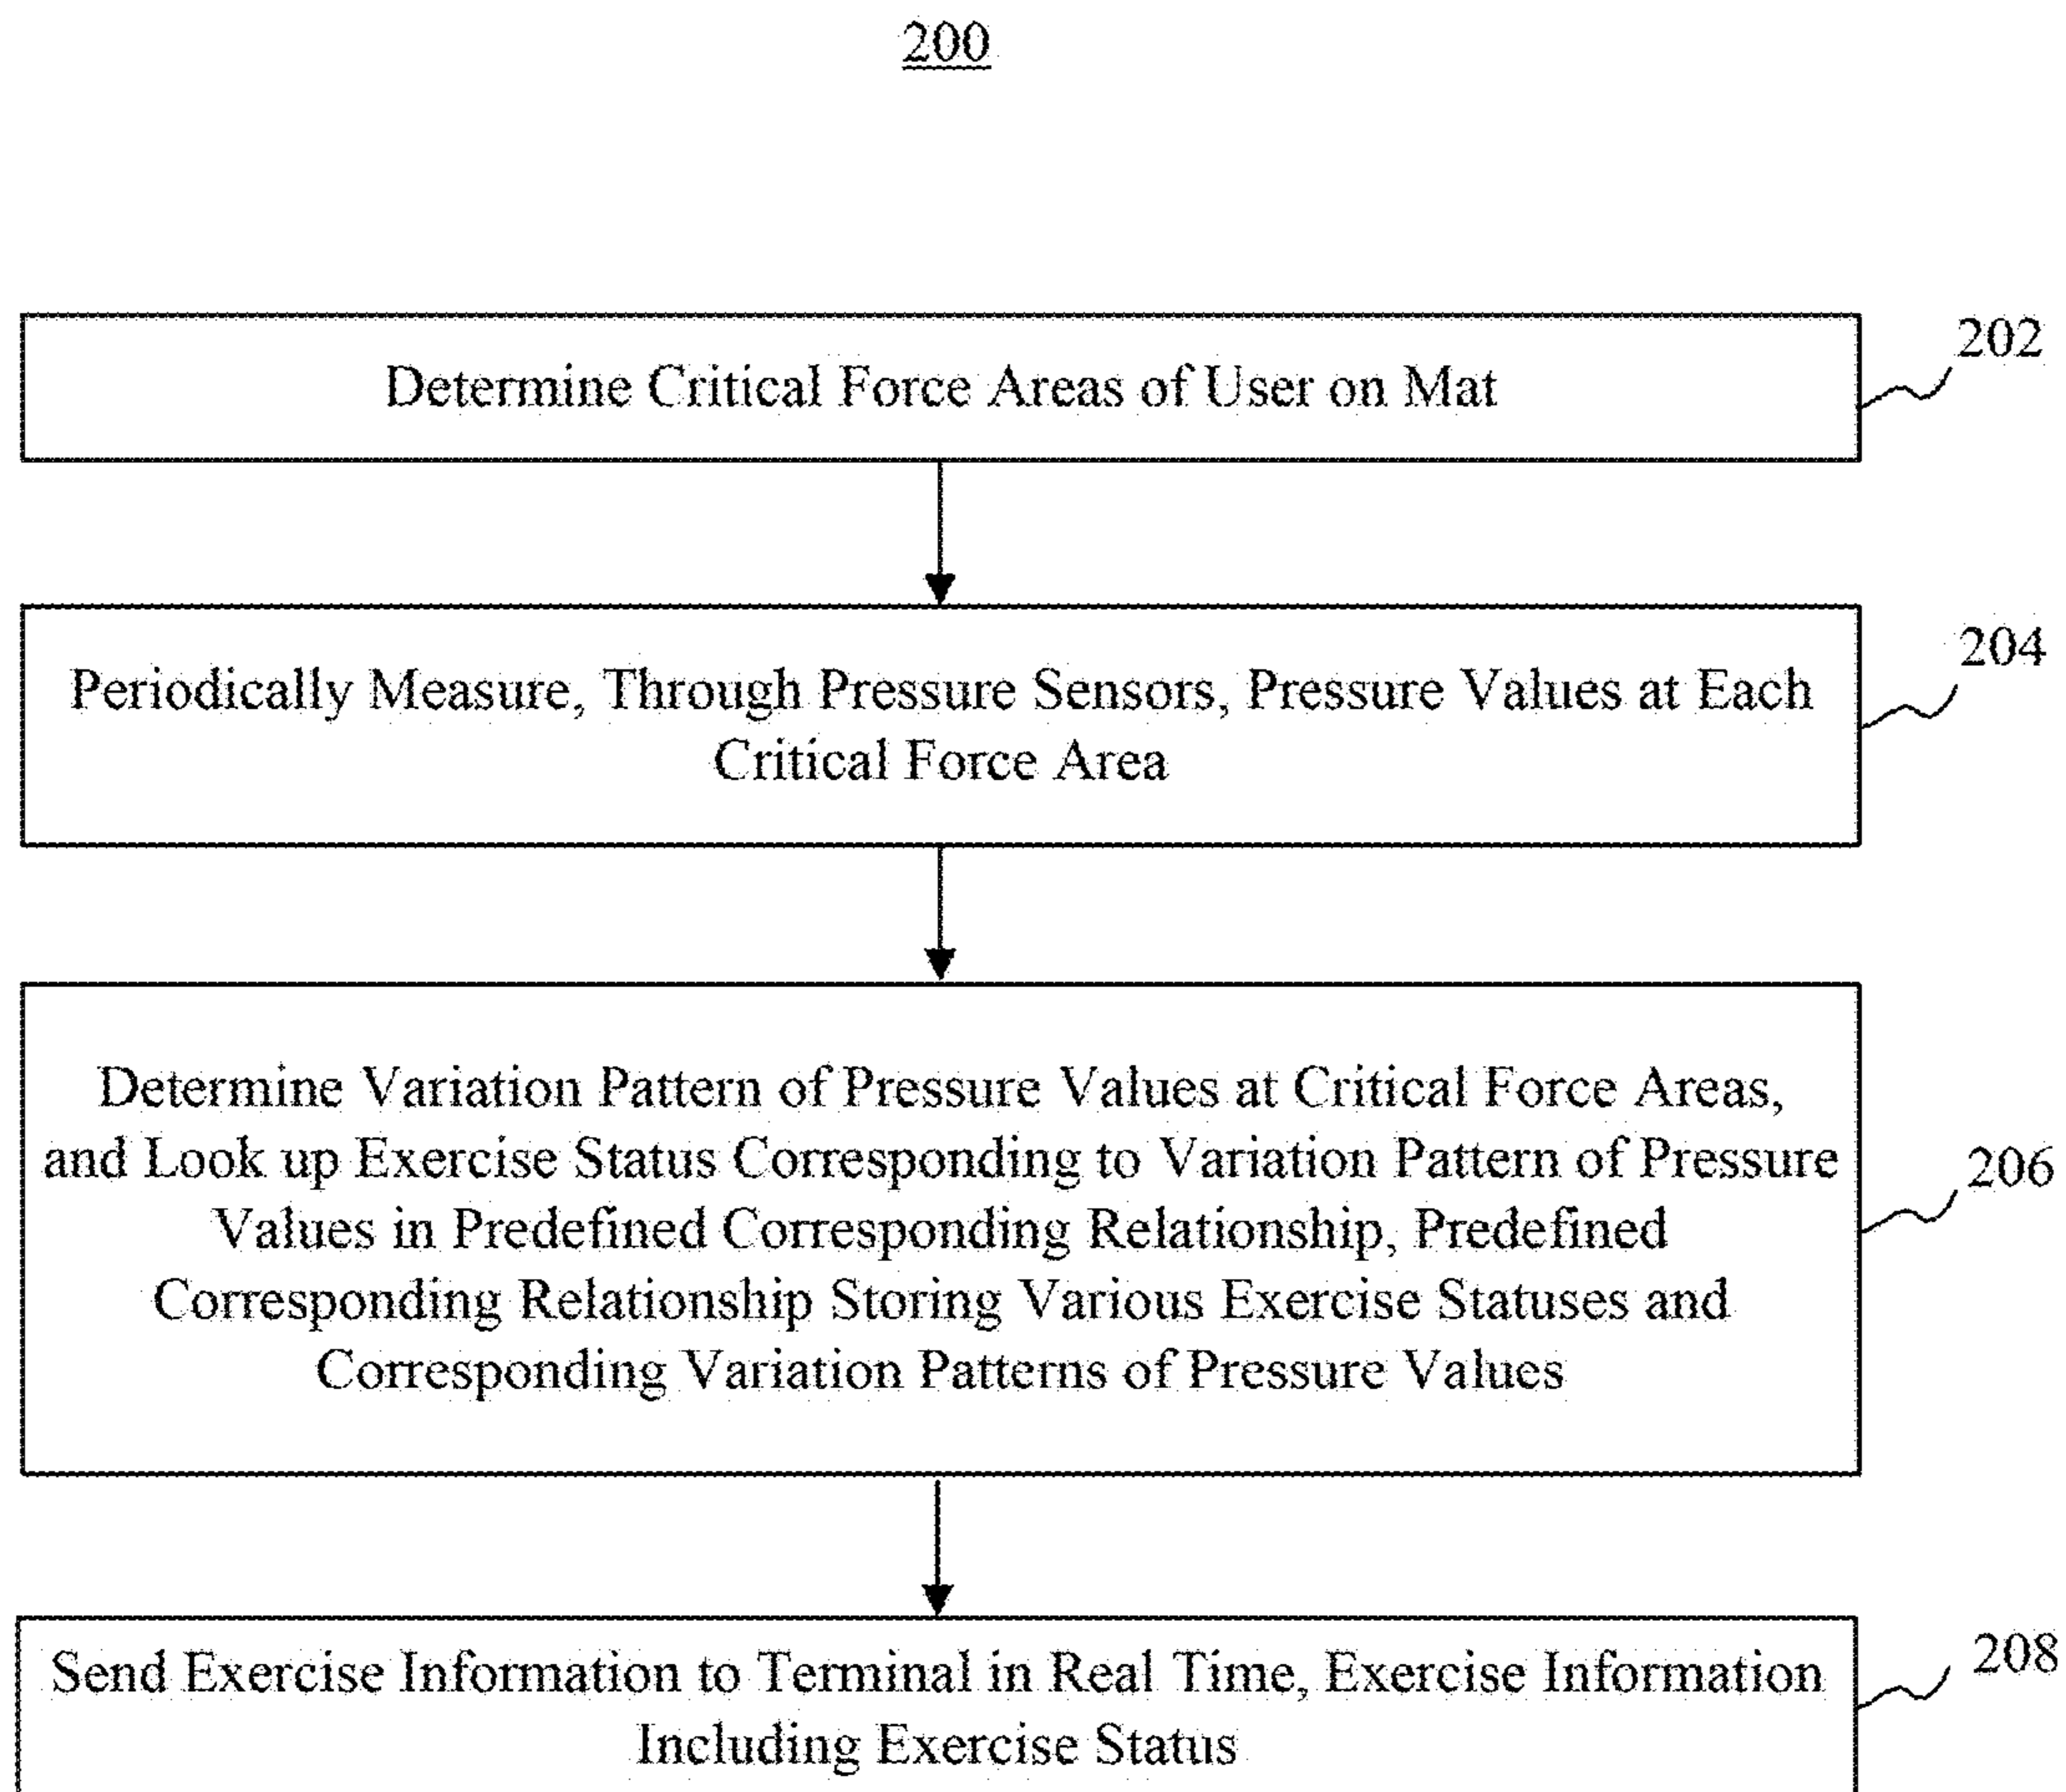 200
Determine Critical Force Areas of User on Mat
202
Periodically Measure, Through Pressure Sensors, Pressure Values at Each
Critical Force Area
204
Determine Variation Pattern of Pressure Values at Critical Force Areas,
and Look up Exercise Status Corresponding to Variation Pattern of Pressure
Values in Predefined Corresponding Relationship, Predefined
Corresponding Relationship Storing Various Exercise Statuses and
Corresponding Variation Patterns of Pressure Values
206
Send Exercise Information to Terminal in Real Time, Exercise Information
Including Exercise Status
208